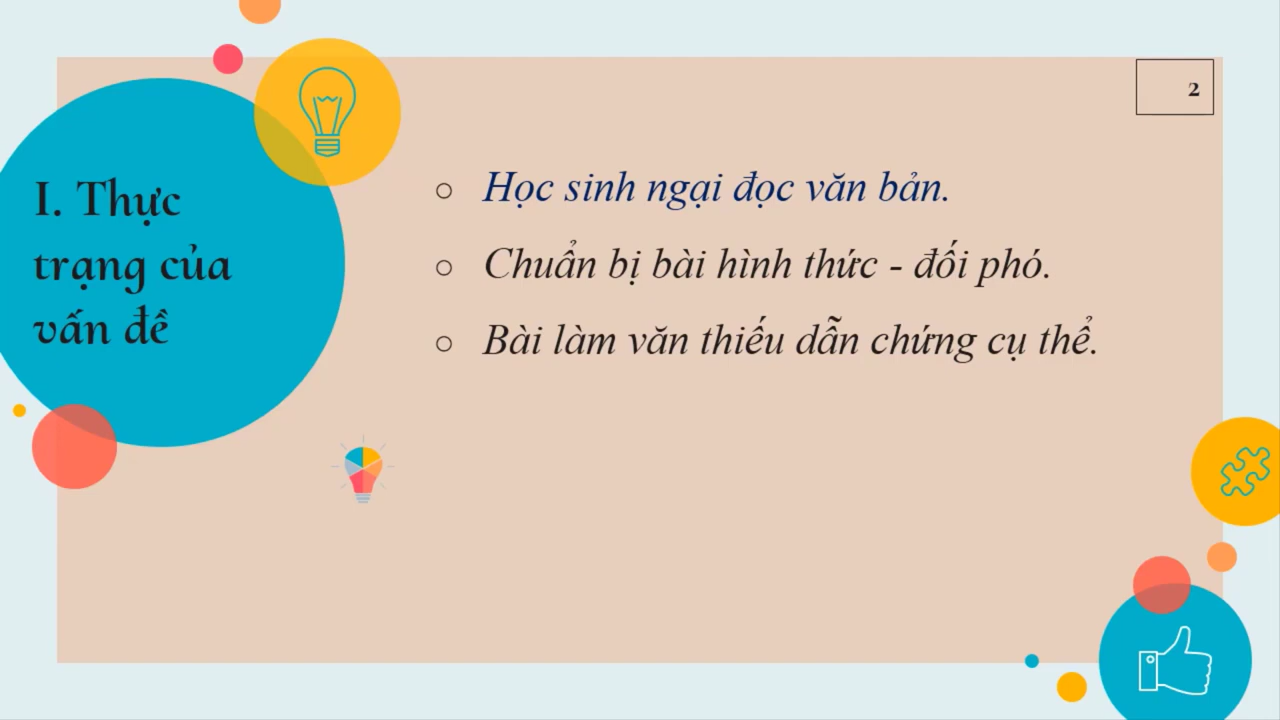 I. Thực
trạng của
vấn đề
2
○ Học sinh ngại đọc văn bản.
○ Chuẩn bị bài hình thức - đối phó.
○ Bài làm văn thiếu dẫn chứng cụ thể.